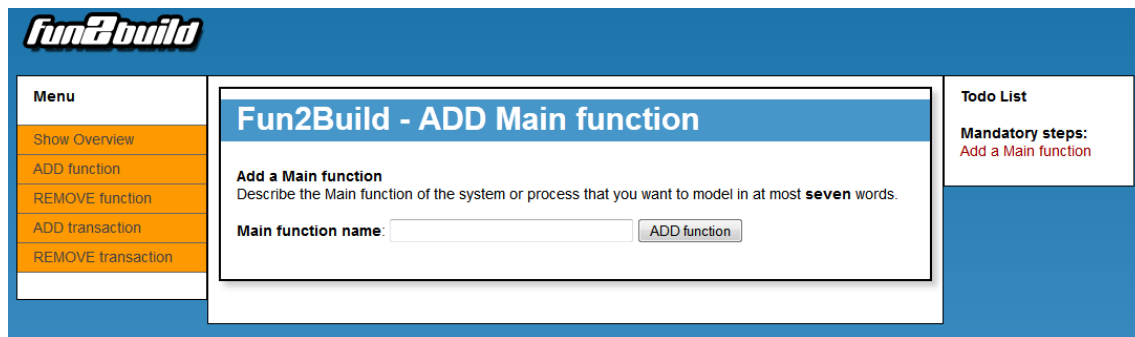 fun2build
Menu
Show Overview
ADD function
REMOVE function
ADD transaction
REMOVE transaction
Fun2Build - ADD Main function
Add a Main function
Describe the Main function of the system or process that you want to model in at most seven words.
Main function name: ADD function
Todo List
Mandatory steps:
Add a Main function